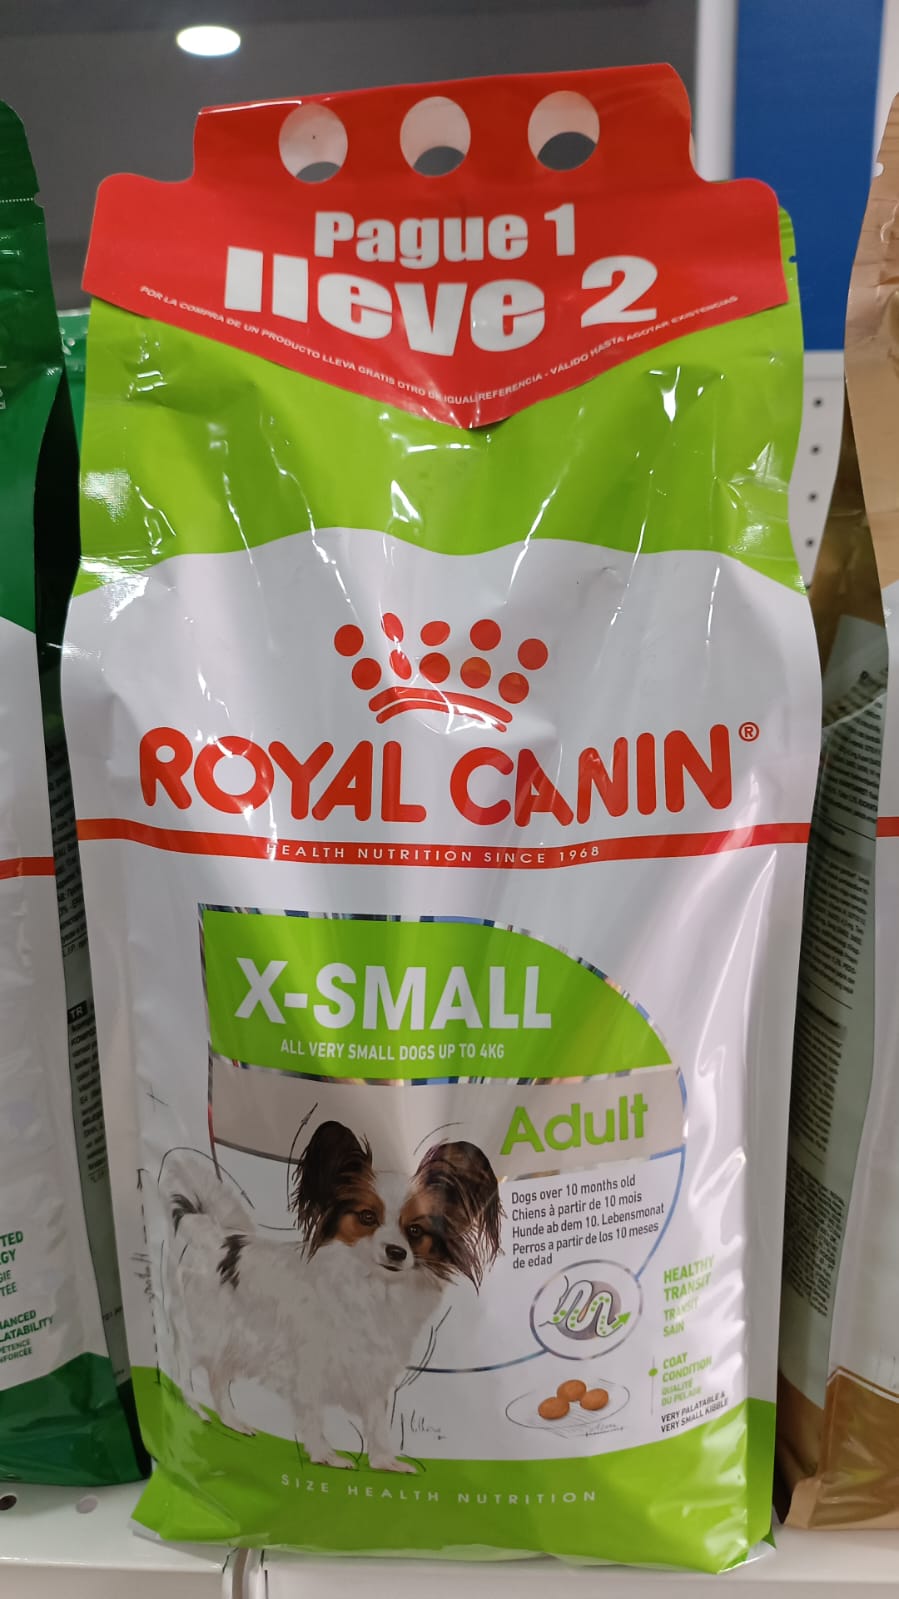 Pague 1
lleve 2
POR LA COMPRA DE UN PRODUCTO LLEVA GRATIS OTRO DE IGUAL REFERENCIA - VÁLIDO HASTA AGOTAR EXISTENCIAS
ROYAL CANIN®
HEALTH NUTRITION SINCE 1968
X-SMALL
ALL VERY SMALL DOGS UP TO 4KG
Adult
Dogs over 10 months old
Chiens à partir de 10 mois
Hunde ab dem 10. Lebensmonat
Perros a partir de los 10 meses
de edad
HEALTHY
TRANSIT
TRANSIT
SAIN
COAT
CONDITION
QUALITÉ
DU PELAGE
VERY PALATABLE &
VERY SMALL KIBBLE
SIZE HEALTH NUTRITION
TR